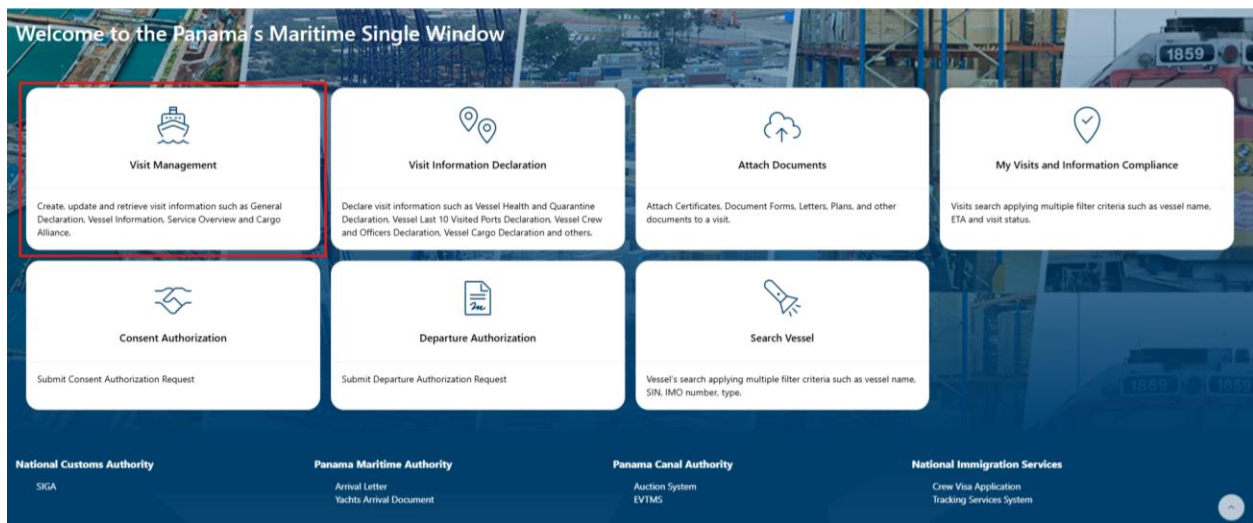 Welcome to the Panama's Maritime Single Window
1859
Visit Management
Create, update and retrieve visit information such as General
Declaration, Vessel Information, Service Overview and Cargo
Alliance.
Visit Information Declaration
Declare visit information such as Vessel Health and Quarantine
Declaration, Vessel Last 10 Visited Ports Declaration, Vessel Crew
and Officers Declaration, Vessel Cargo Declaration and others.
Attach Documents
Attach Certificates, Document Forms, Letters, Plans, and other
documents to a visit.
My Visits and Information Compliance
Visits search applying multiple filter criteria such as vessel name,
ETA and visit status.
Consent Authorization
Submit Consent Authorization Request
Departure Authorization
Submit Departure Authorization Request
Search Vessel
Vessel's search applying multiple filter criteria such as vessel name,
SIN, IMO number, type.
1859
1859
National Customs Authority
SIGA
Panama Maritime Authority
Arrival Letter
Yachts Arrival Document
Panama Canal Authority
Auction System
EVTMS
National Immigration Services
Crew Visa Application
Tracking Services System